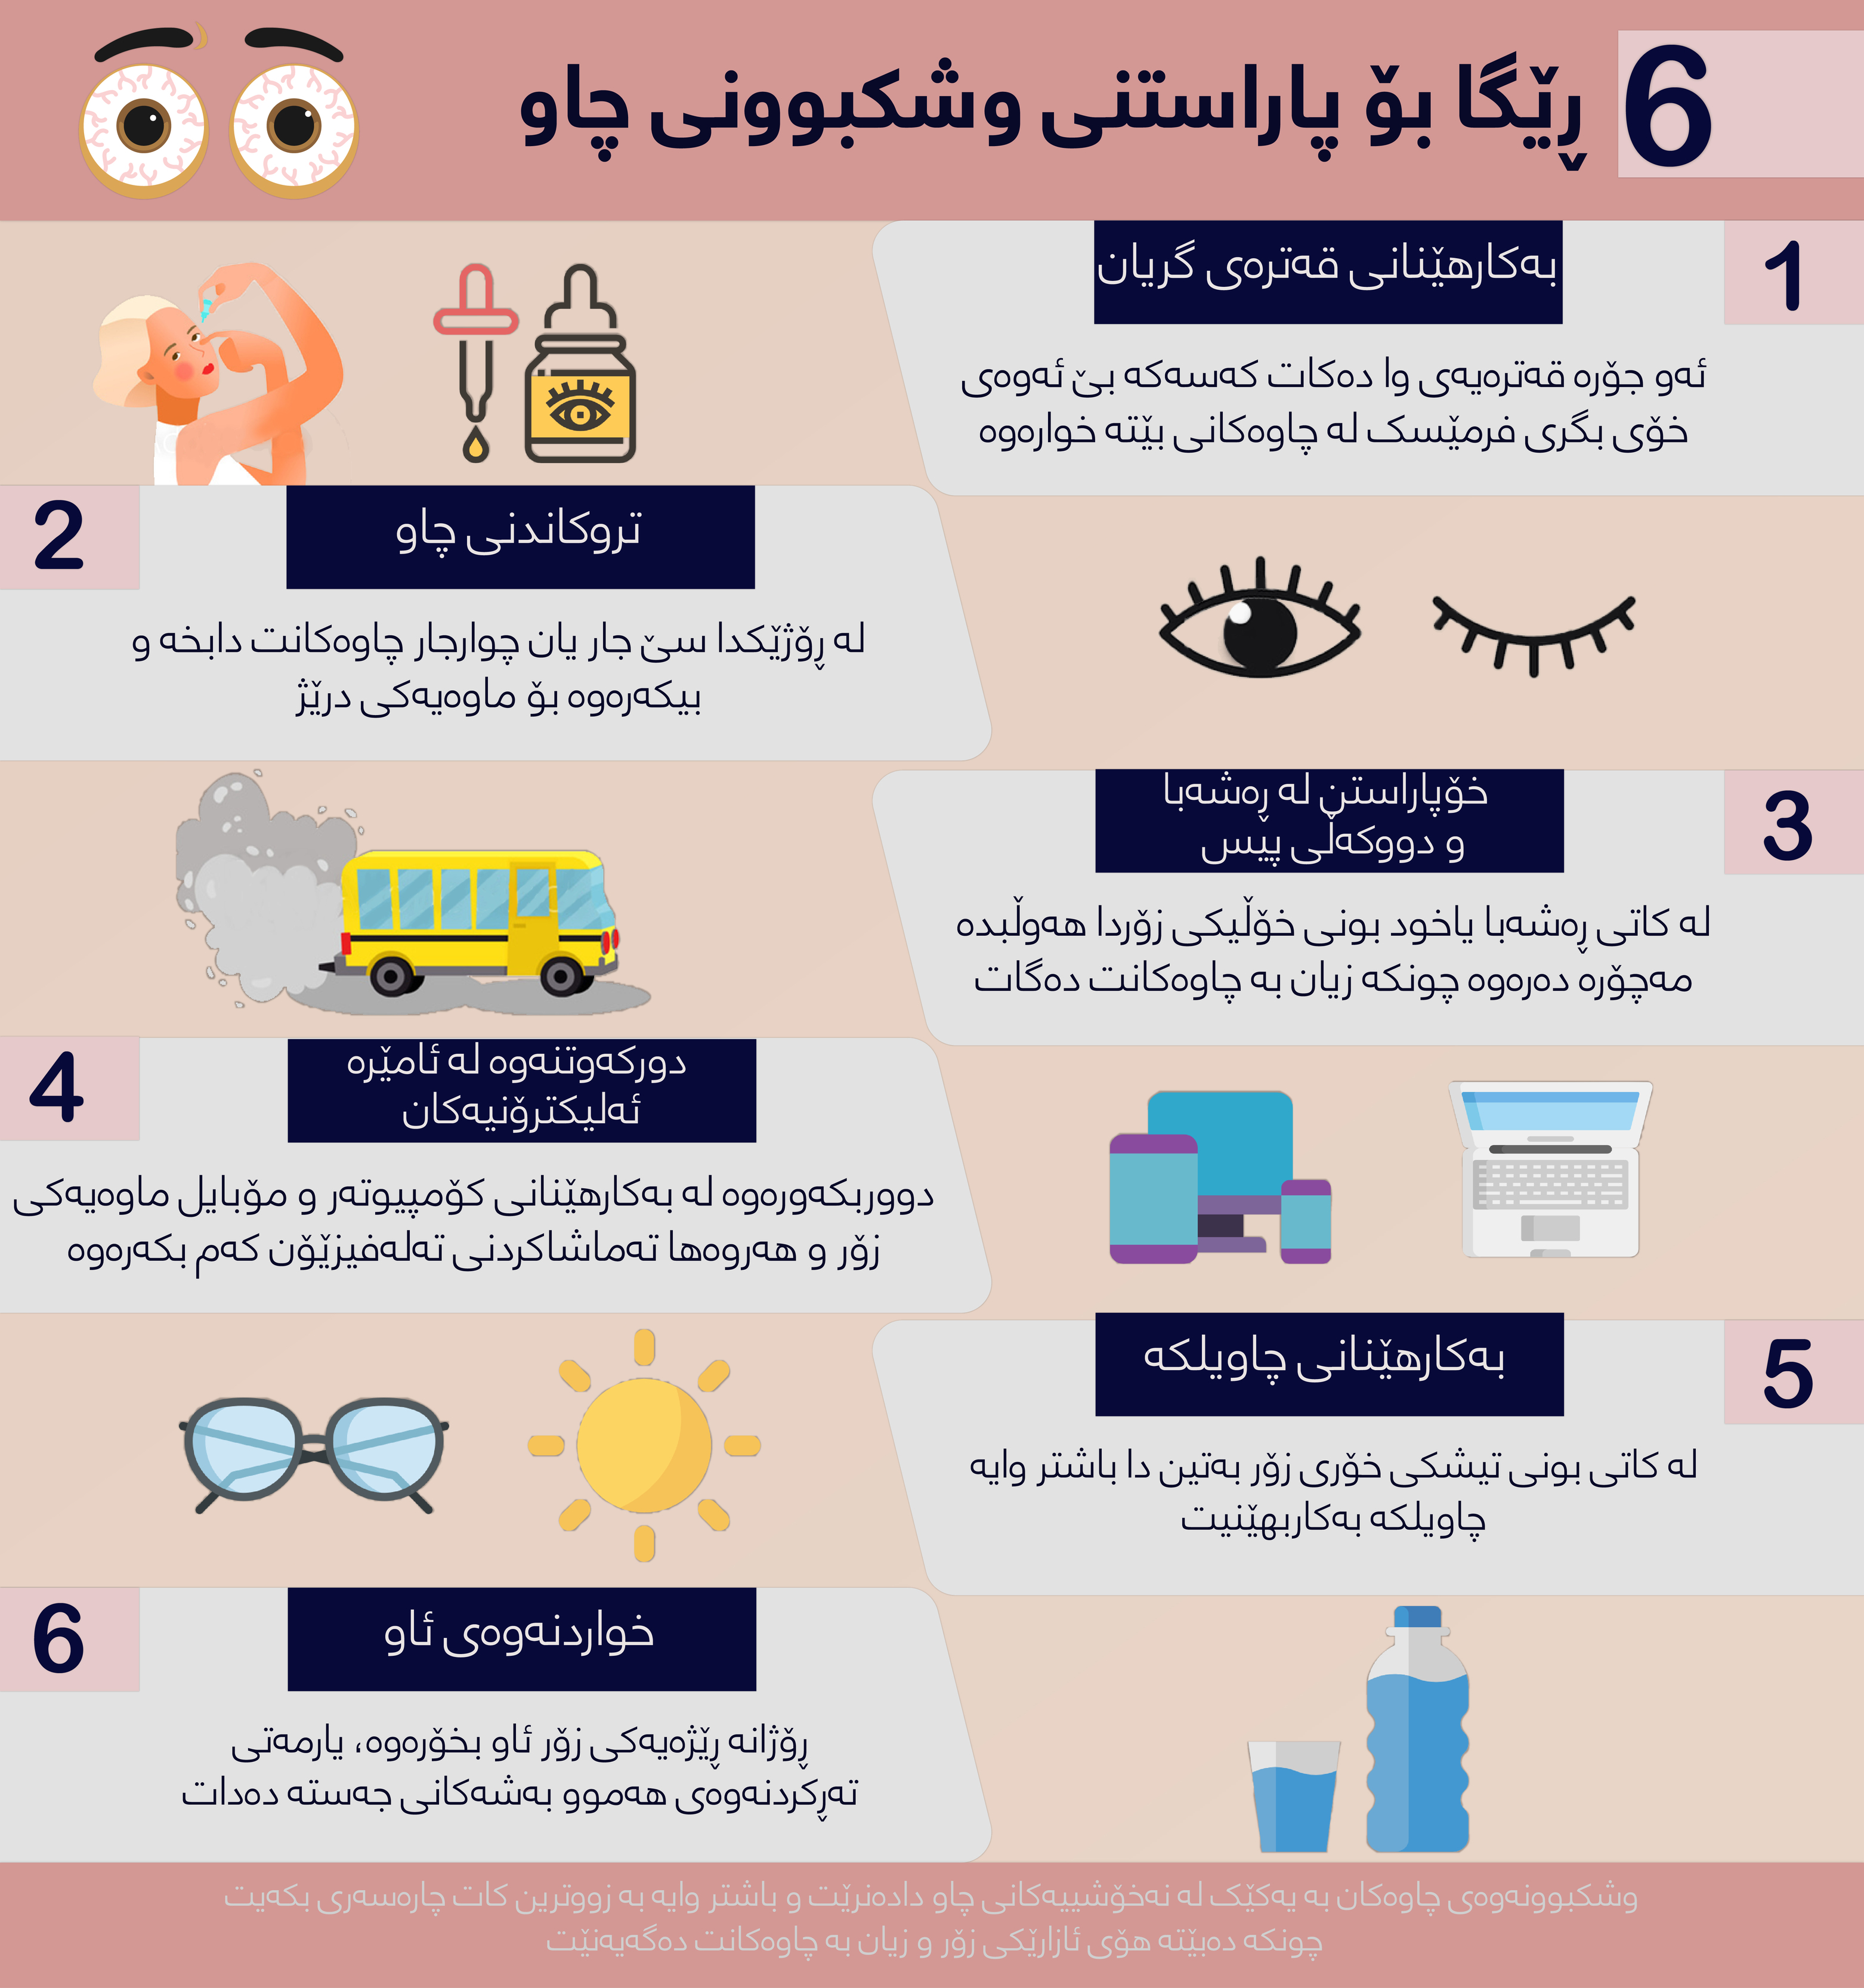 6
ڕێگا بۆ پاراستنی وشکبوونی چاو
1
بەکارهێنانی قەترەی گریان
ئەو جۆرە قەترەیەی وا دەکات کەسەکە بێ ئەوەی
خۆی بگری فرمێسک لە چاوەکانی بێتە خوارەوە
2
تروکاندنی چاو
لە ڕۆژێکدا سێ جار یان چوارجار چاوەکانت دابخە و
بیکەرەوە بۆ ماوەیەکی درێژ
3
خۆپاراستن لە ڕەشەبا
و دووکەڵی پیس
لە کاتی ڕەشەبا یاخود بونی خۆڵیکی زۆردا هەوڵبدە
مەچۆرە دەرەوە چونکە زیان بە چاوەکانت دەگات
4
دورکەوتنەوە لە ئامێرە
ئەلیکترۆنیەکان
دووربکەورەوە لە بەکارهێنانی کۆمپیوتەر و مۆبایل ماوەیەکی
زۆر و هەروەها تەماشاکردنی تەلەفیزێۆن کەم بکەرەوە
5
بەکارهێنانی چاویلکە
لە کاتی بونی تیشکی خۆری زۆر بەتین دا باشتر وایە
چاویلکە بەکاربهێنیت
6
خواردنەوەی ئاو
ڕۆژانە ڕێژەیەکی زۆر ئاو بخۆرەوە، یارمەتی
تەڕکردنەوەی هەموو بەشەکانی جەستە دەدات
وشکبوونەوەی چاوەکان بە یەکێک لە نەخۆشییەکانی چاو دادەنرێت و باشتر وایە بە زووترین کات چارەسەری بکەیت
چونکە دەبێتە هۆی ئازارێکی زۆر و زیان بە چاوەکانت دەگەیەنێت